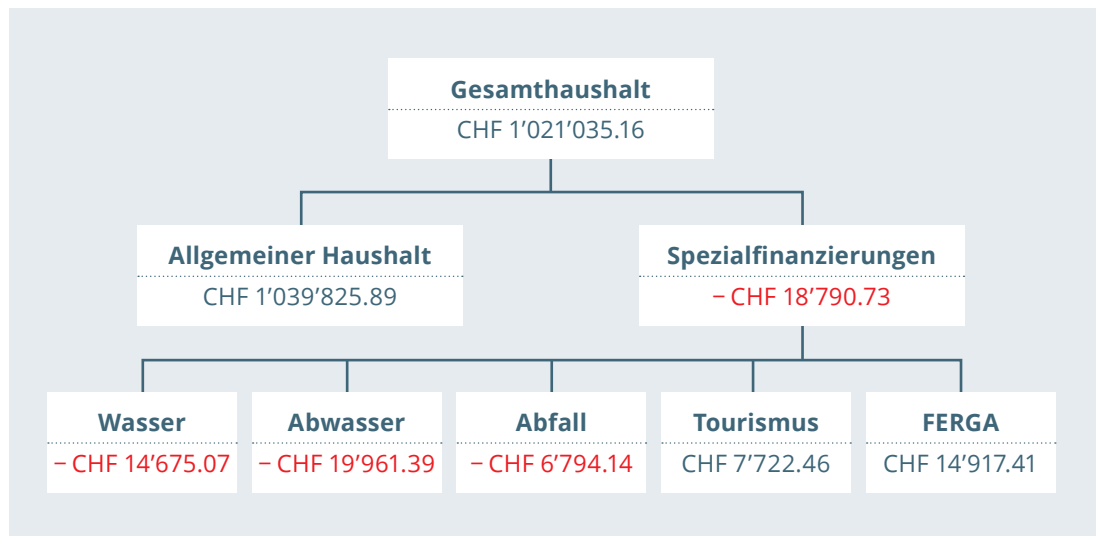 Gesamthaushalt
CHF 1’021’035.16
Allgemeiner Haushalt
CHF 1’039’825.89
Spezialfinanzierungen
– CHF 18’790.73
Wasser
– CHF 14’675.07
Abwasser
– CHF 19’961.39
Abfall
– CHF 6’794.14
Tourismus
CHF 7’722.46
FERGA
CHF 14’917.41